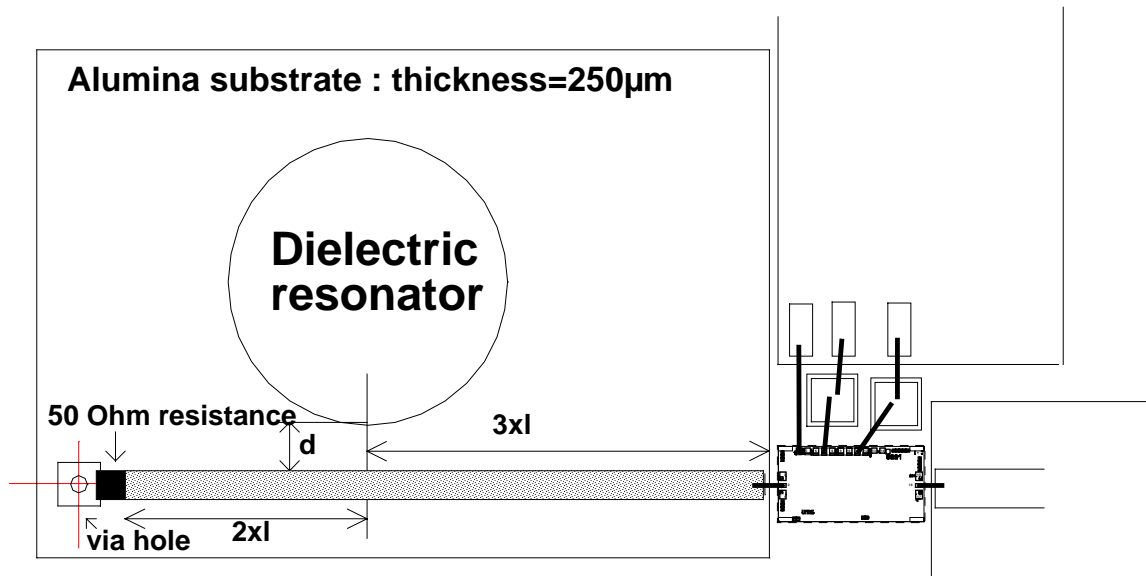 Alumina substrate : thickness=250µm
Dielectric
resonator
50 Ohm resistance
d
3xl
2xl
via hole